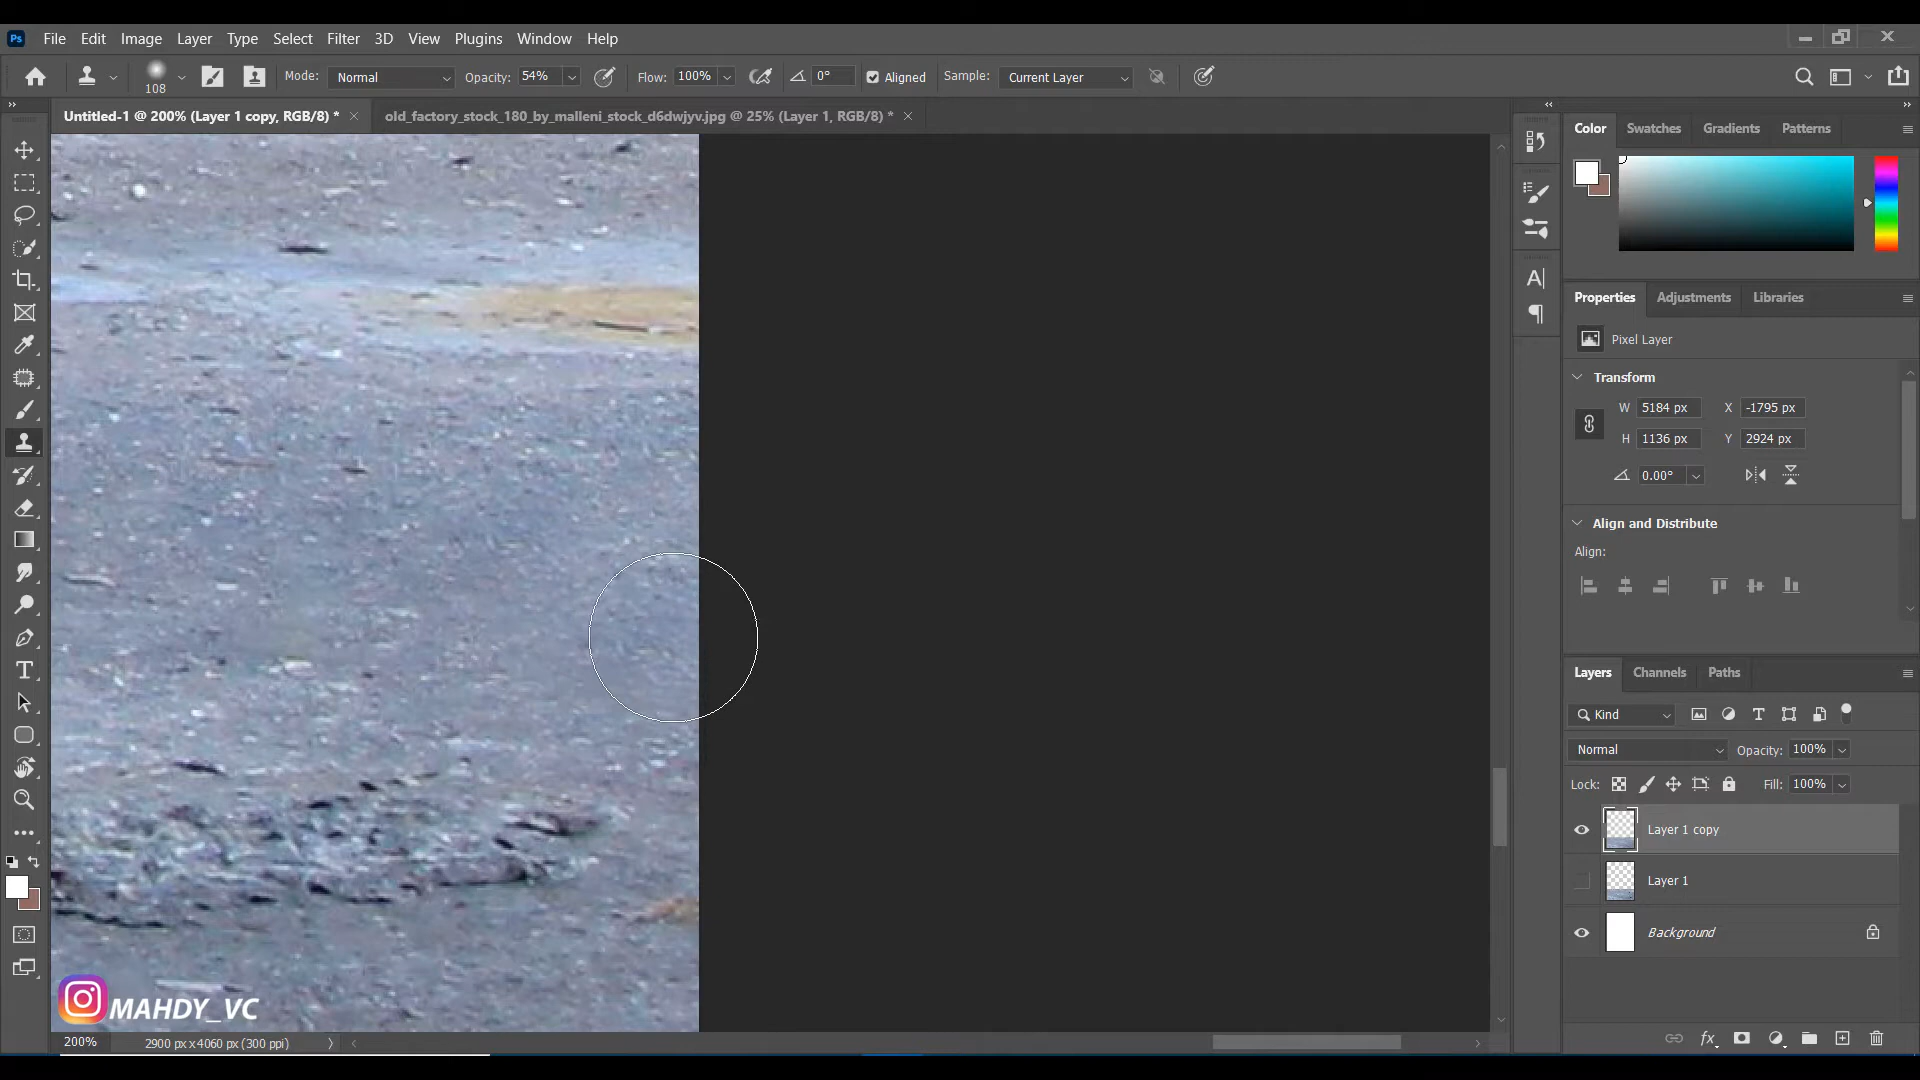 Ps File Edit Image Layer Type Select Filter 3D View Plugins Window Help
108 Mode: Normal Opacity: 54% Flow: 100% 0° Aligned Sample: Current Layer
Untitled-1 @ 200% (Layer 1 copy, RGB/8) * old_factory_stock_180_by_malleni_stock_d6dwjyv.jpg @ 25% (Layer 1, RGB/8) *
Color Swatches Gradients Patterns
Properties Adjustments Libraries
Pixel Layer
Transform
W 5184 px X -1795 px
H 1136 px Y 2924 px
0.00°
Align and Distribute
Align:
Layers Channels Paths
Kind
Normal Opacity: 100%
Lock: Fill: 100%
Layer 1 copy
Layer 1
Background
MAHDY_VC
200% 2900 px x 4060 px (300 ppi)